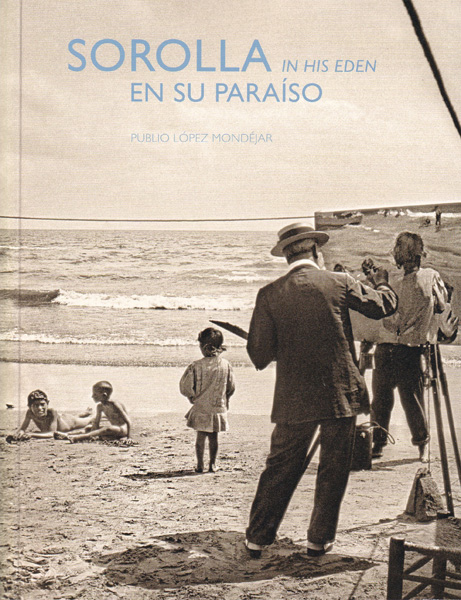 SOROLLA IN HIS EDEN
EN SU PARAÍSO
PUBLIO LÓPEZ MONDÉJAR